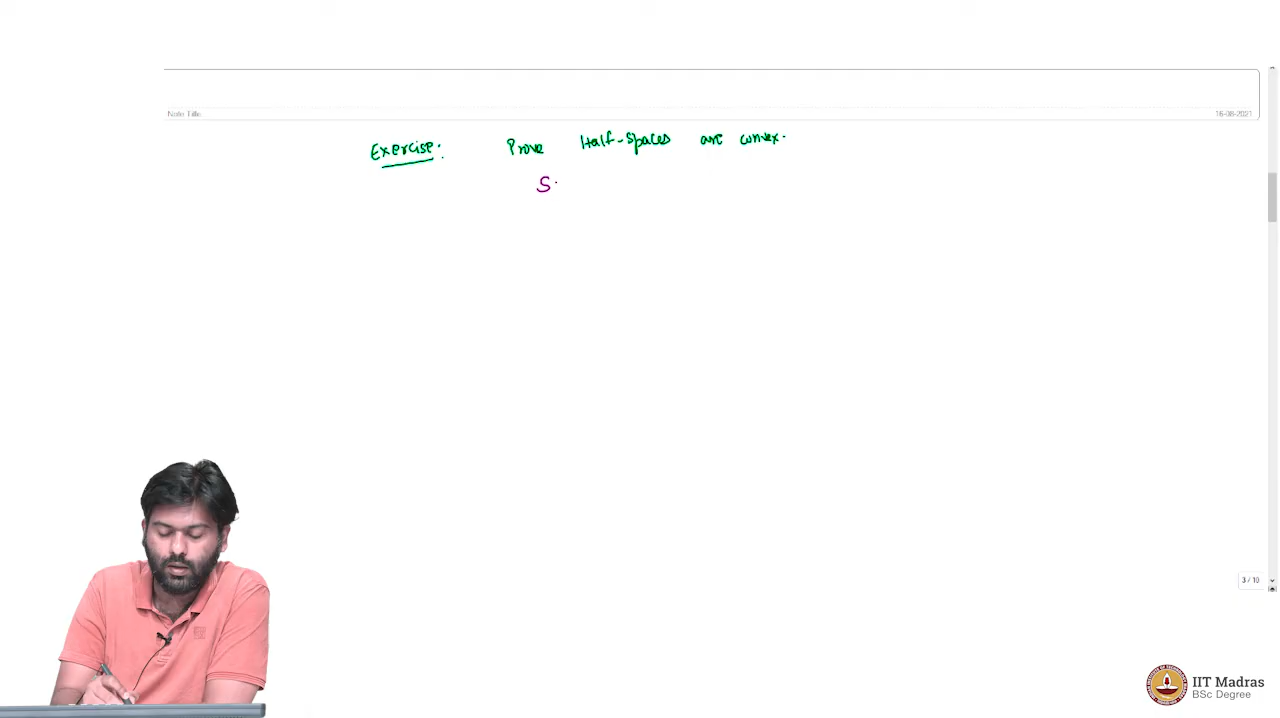 Note Title
16-08-2021
Exercise: Prove Half-Spaces are convex.
S
3 / 10
IIT Madras
BSc Degree